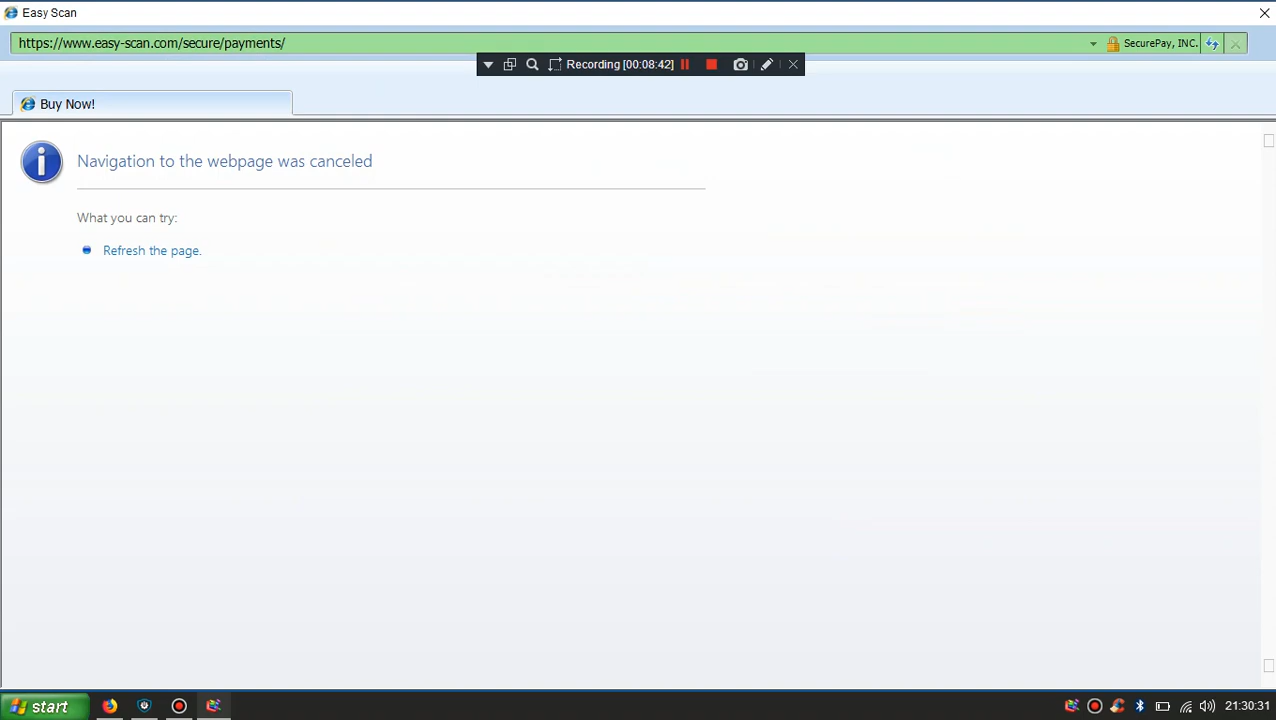 Easy Scan
https://www.easy-scan.com/secure/payments/
SecurePay, INC.
Recording [00:08:42]
Buy Now!
Navigation to the webpage was canceled
What you can try:
Refresh the page.
start
21:30:31